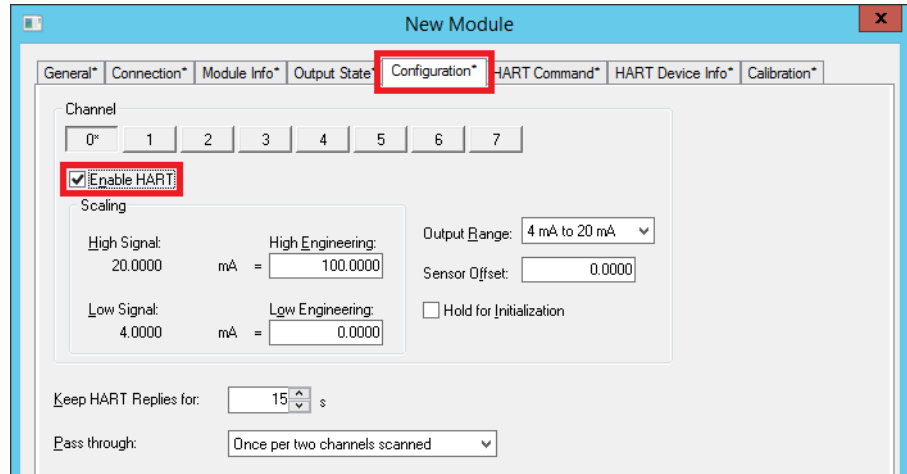 New Module
x
General* Connection* Module Info* Output State* Configuration* HART Command* HART Device Info* Calibration*
Channel
0* 1 2 3 4 5 6 7
Enable HART
Scaling
High Signal: High Engineering: Output Range: 4 mA to 20 mA
20.0000 mA = 100.0000 Sensor Offset: 0.0000
Low Signal: Low Engineering: Hold for Initialization
4.0000 mA = 0.0000
Keep HART Replies for: 15 s
Pass through: Once per two channels scanned